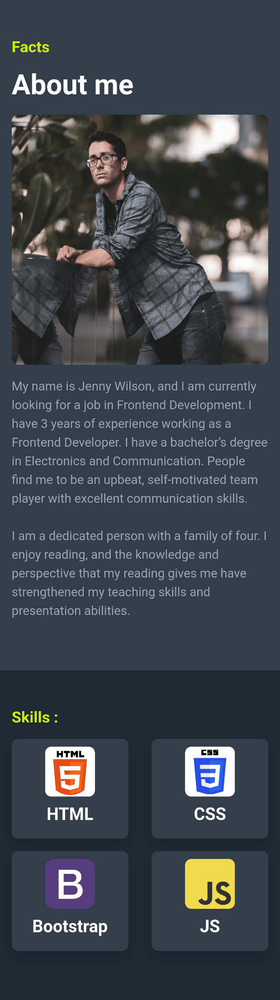 Facts
About me
My name is Jenny Wilson, and I am currently
looking for a job in Frontend Development. I
have 3 years of experience working as a
Frontend Developer. I have a bachelor’s degree
in Electronics and Communication. People
find me to be an upbeat, self-motivated team
player with excellent communication skills.
I am a dedicated person with a family of four. I
enjoy reading, and the knowledge and
perspective that my reading gives me have
strengthened my teaching skills and
presentation abilities.
Skills :
HTML
5
HTML
CSS
3
CSS
B
Bootstrap
JS
JS